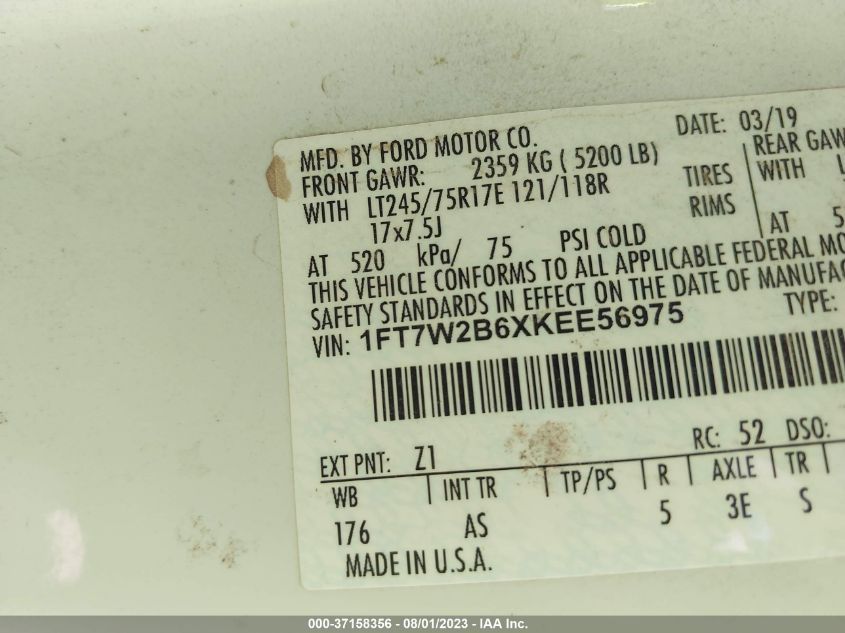 MFD. BY FORD MOTOR CO.
DATE: 03/19
FRONT GAWR: 2359 KG ( 5200 LB)
REAR GAW
WITH LT245/75R17E 121/118R TIRES
WITH L
17x7.5J RIMS
AT 520 kPa/ 75 PSI COLD
AT 5
THIS VEHICLE CONFORMS TO ALL APPLICABLE FEDERAL MO
SAFETY STANDARDS IN EFFECT ON THE DATE OF MANUFAC
VIN: 1FT7W2B6XKEE56975
TYPE:
EXT PNT: Z1
RC: 52 DSO:
WB INT TR TP/PS R AXLE TR
176 AS 5 3E S
MADE IN U.S.A.
000-37158356 - 08/01/2023 - IAA Inc.